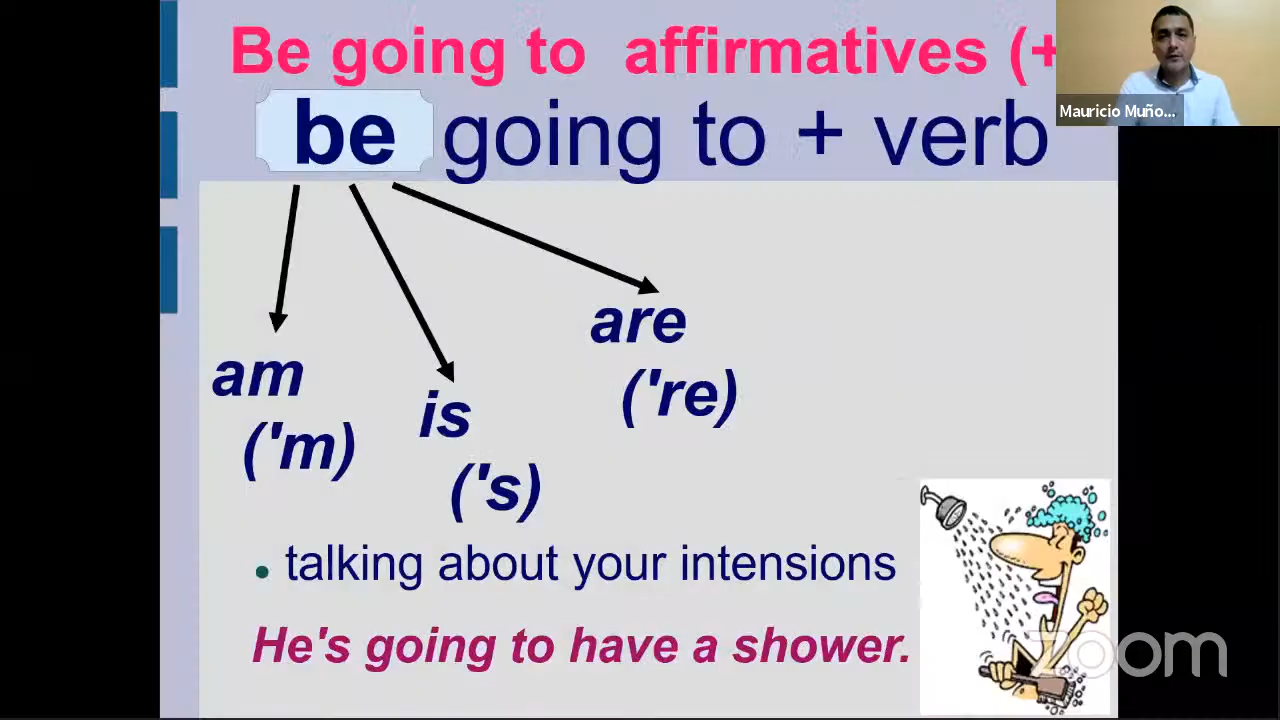 Be going to affirmatives (+
be going to + verb
Mauricio Muño...
are
('re)
am
('m)
is
('s)
• talking about your intensions
He's going to have a shower.
zoom